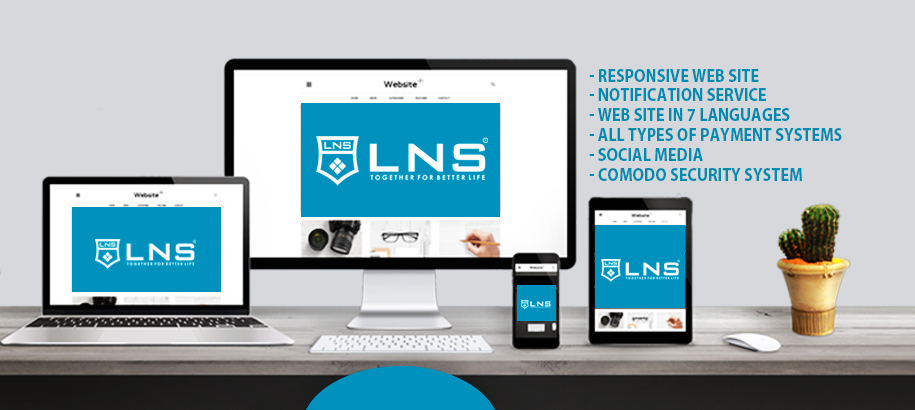 Website+
LNS
LNS
TOGETHER FOR BETTER LIFE
- RESPONSIVE WEB SITE
- NOTIFICATION SERVICE
- WEB SITE IN 7 LANGUAGES
- ALL TYPES OF PAYMENT SYSTEMS
- SOCIAL MEDIA
- COMODO SECURITY SYSTEM
Website+
LNS
LNS
TOGETHER FOR BETTER LIFE
Website
LNS
Website+
LNS
LNS
TOGETHER FOR BETTER LIFE